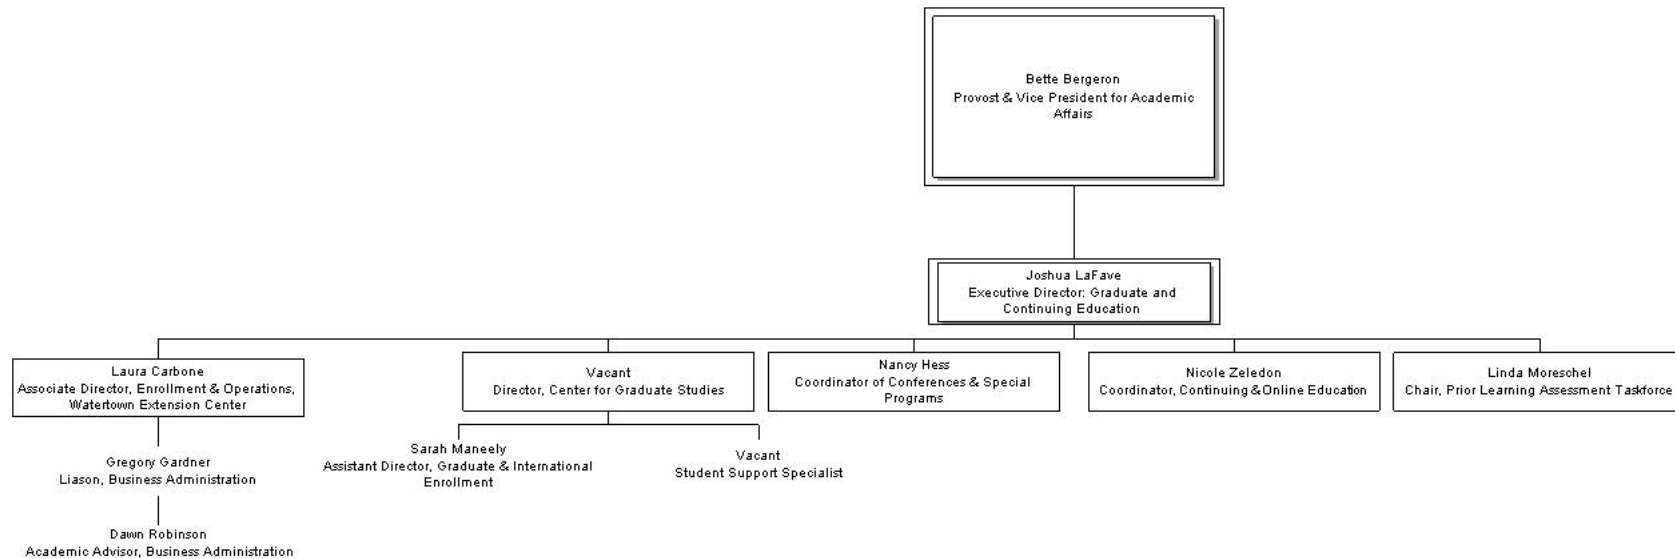 Bette Bergeron
Provost & Vice President for Academic
Affairs
Joshua LaFave
Executive Director: Graduate and
Continuing Education
Laura Carbone
Associate Director, Enrollment & Operations,
Watertown Extension Center
Vacant
Director, Center for Graduate Studies
Nancy Hess
Coordinator of Conferences & Special
Programs
Nicole Zeledon
Coordinator, Continuing & Online Education
Linda Moreschel
Chair, Prior Learning Assessment Taskforce
Gregory Gardner
Liason, Business Administration
Sarah Maneely
Assistant Director, Graduate & International
Enrollment
Vacant
Student Support Specialist
Dawn Robinson
Academic Advisor, Business Administration